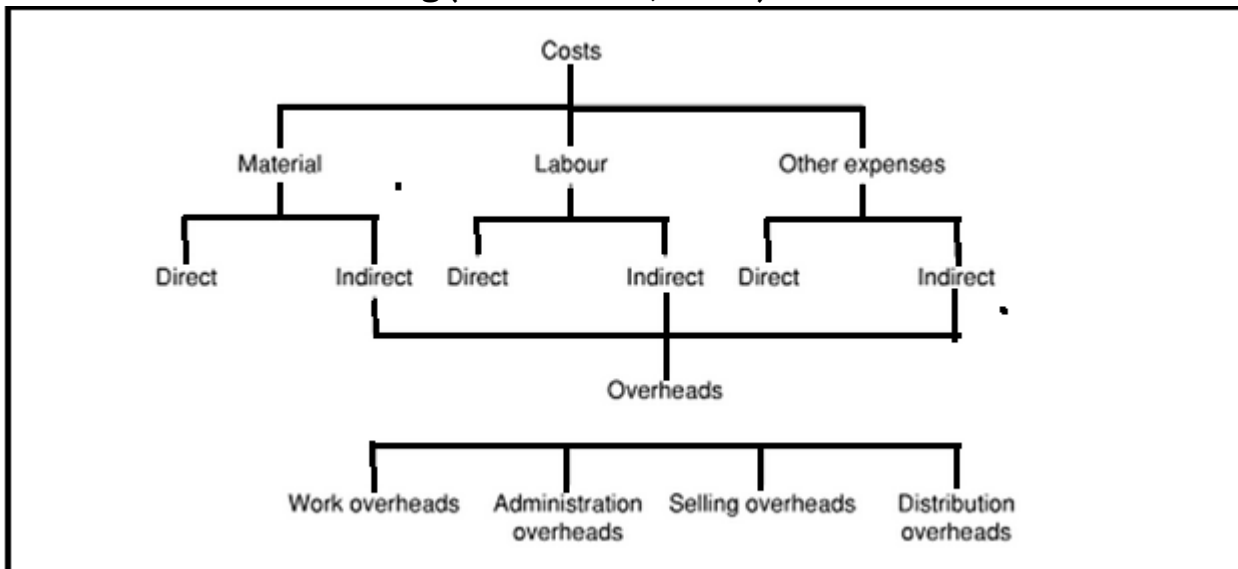 Costs
Material Labour Other expenses
Direct Indirect Direct Indirect Direct Indirect
Overheads
Work overheads Administration overheads Selling overheads Distribution overheads